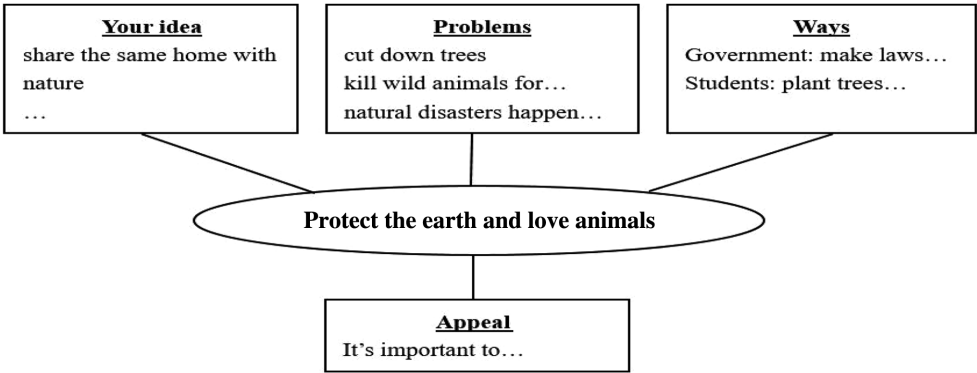 Your idea
share the same home with
nature
…
Problems
cut down trees
kill wild animals for…
natural disasters happen…
Ways
Government: make laws…
Students: plant trees…
Protect the earth and love animals
Appeal
It’s important to…